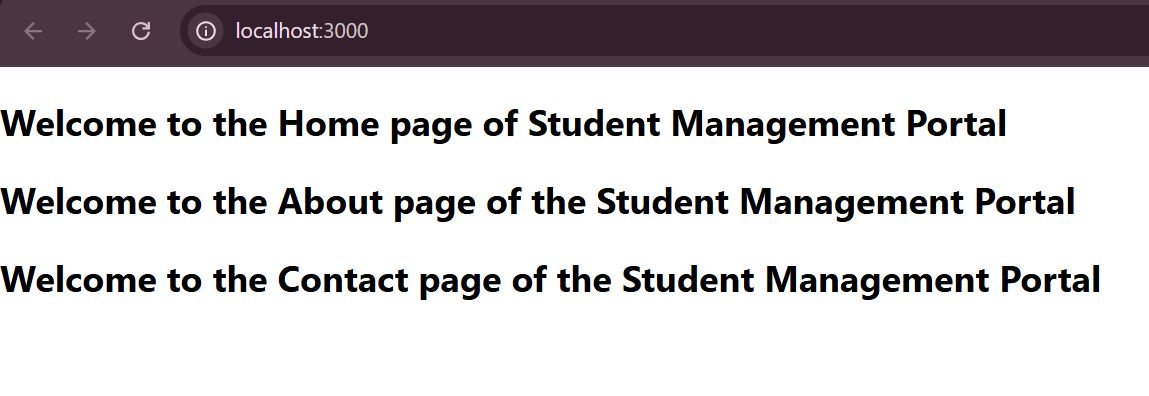 localhost:3000
Welcome to the Home page of Student Management Portal
Welcome to the About page of the Student Management Portal
Welcome to the Contact page of the Student Management Portal